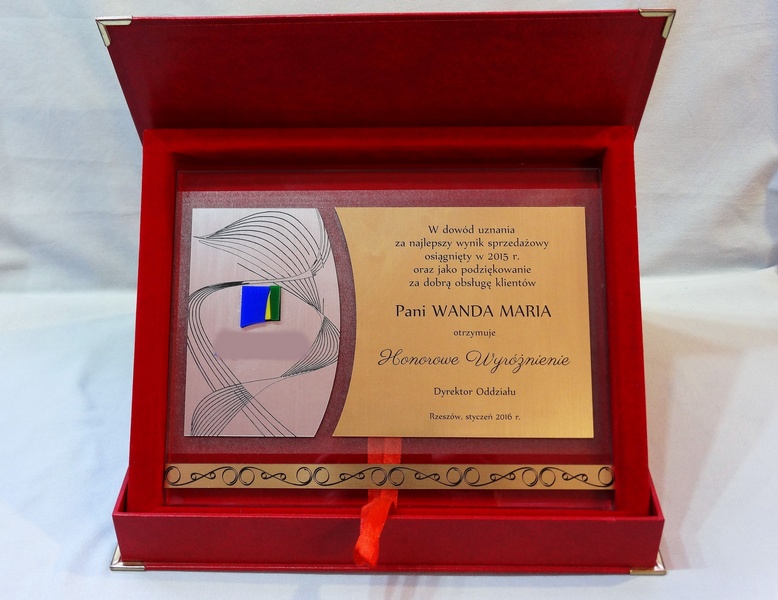 W dowód uznania
za najlepszy wynik sprzedażowy
osiągnięty w 2015 r.
oraz jako podziękowanie
za dobrą obsługę klientów
Pani WANDA MARIA
otrzymuje
Honorowe Wyróżnienie
Dyrektor Oddziału
Rzeszów, styczeń 2016 r.